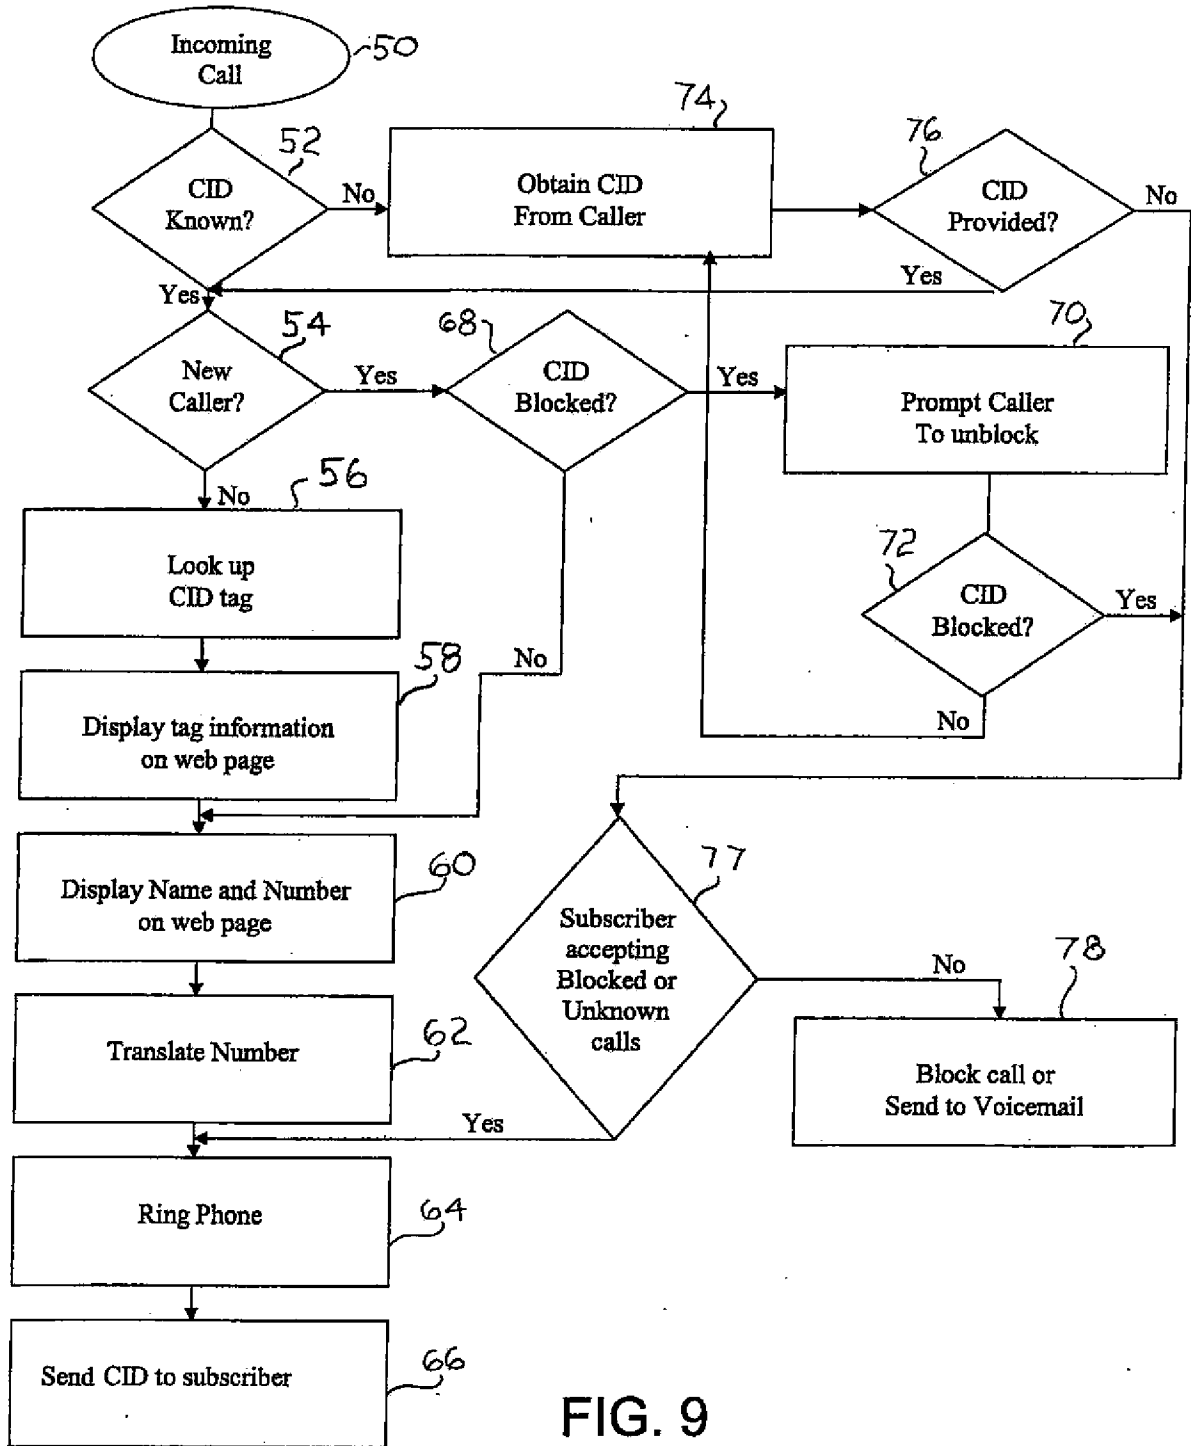 Incoming
Call
50
CID
Known?
52
No
Obtain CID
From Caller
74
CID
Provided?
76
No
Yes
Yes
New
Caller?
54
Yes
CID
Blocked?
68
Yes
Prompt Caller
To unblock
70
No
Look up
CID tag
56
CID
Blocked?
72
Yes
No
No
Display tag information
on web page
58
Display Name and Number
on web page
60
Subscriber
accepting
Blocked or
Unknown
calls
77
No
Block call or
Send to Voicemail
78
Translate Number
62
Yes
Ring Phone
64
Send CID to subscriber
66
FIG. 9